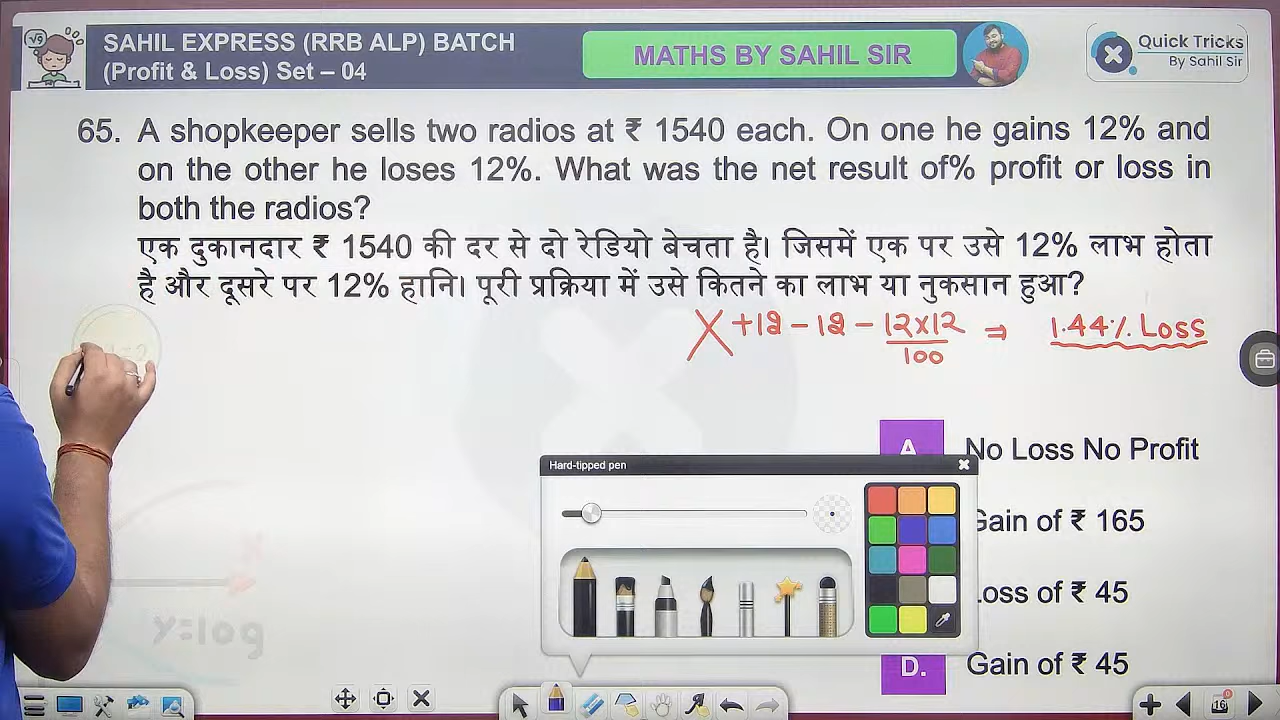 SAHIL EXPRESS (RRB ALP) BATCH
(Profit & Loss) Set – 04
MATHS BY SAHIL SIR
Quick Tricks
By Sahil Sir
65. A shopkeeper sells two radios at ₹ 1540 each. On one he gains 12% and
on the other he loses 12%. What was the net result of% profit or loss in
both the radios?
एक दुकानदार ₹ 1540 की दर से दो रेडियो बेचता है। जिसमें एक पर उसे 12% लाभ होता
है और दूसरे पर 12% हानि। पूरी प्रक्रिया में उसे कितने का लाभ या नुकसान हुआ?
X +12 – 12 – 12x12 ⇒ 1.44% Loss
100
A No Loss No Profit
Hard-tipped pen
Gain of ₹ 165
Loss of ₹ 45
y=log
D. Gain of ₹ 45
16